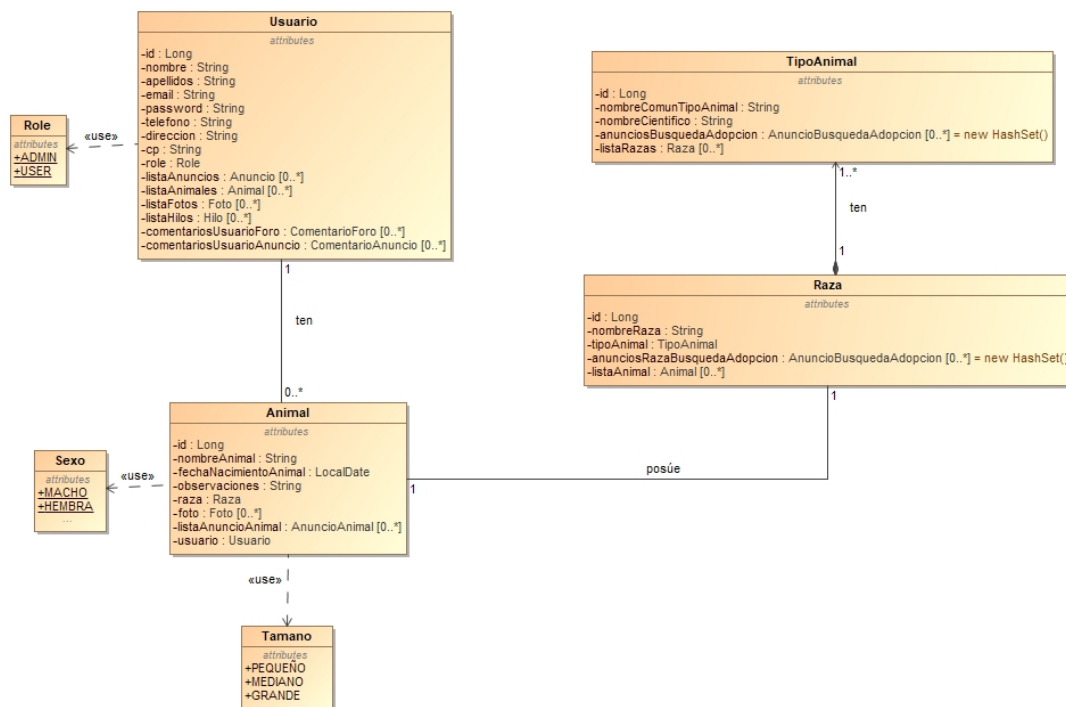 Usuario
attributes
-id : Long
-nombre : String
-apellidos : String
-email : String
-password : String
-telefono : String
-direccion : String
-cp : String
-role : Role
-listaAnuncios : Anuncio [0..*]
-listaAnimales : Animal [0..*]
-listaFotos : Foto [0..*]
-listaHilos : Hilo [0..*]
-comentariosUsuarioForo : ComentarioForo [0..*]
-comentariosUsuarioAnuncio : ComentarioAnuncio [0..*]
Role
attributes
+ADMIN
+USER
«use»
TipoAnimal
attributes
-id : Long
-nombreComunTipoAnimal : String
-nombreCientifico : String
-anunciosBusquedaAdopcion : AnuncioBusquedaAdopcion [0..*] = new HashSet()
-listaRazas : Raza [0..*]
1..*
ten
1
Raza
attributes
-id : Long
-nombreRaza : String
-tipoAnimal : TipoAnimal
-anunciosRazaBusquedaAdopcion : AnuncioBusquedaAdopcion [0..*] = new HashSet()
-listaAnimal : Animal [0..*]
1
1
ten
0..*
Animal
attributes
-id : Long
-nombreAnimal : String
-fechaNacimientoAnimal : LocalDate
-observaciones : String
-raza : Raza
-foto : Foto [0..*]
-listaAnuncioAnimal : AnuncioAnimal [0..*]
-usuario : Usuario
posúe
1
Sexo
attributes
+MACHO
+HEMBRA
...
«use»
«use»
Tamano
attributes
+PEQUEÑO
+MEDIANO
+GRANDE